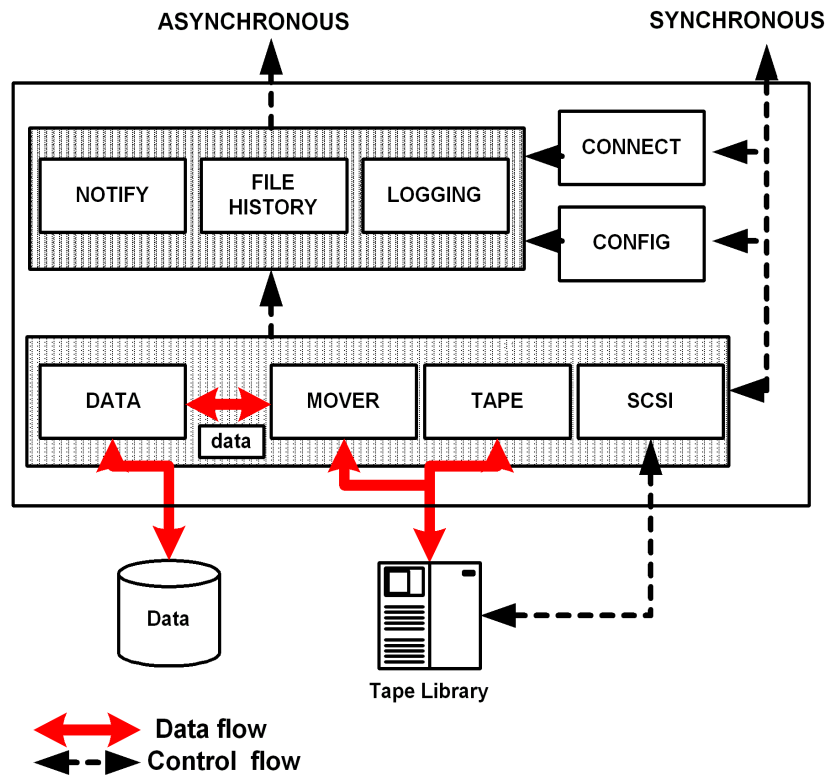 ASYNCHRONOUS
SYNCHRONOUS
NOTIFY
FILE
HISTORY
LOGGING
CONNECT
CONFIG
DATA
data
MOVER
TAPE
SCSI
Data
Tape Library
Data flow
Control flow